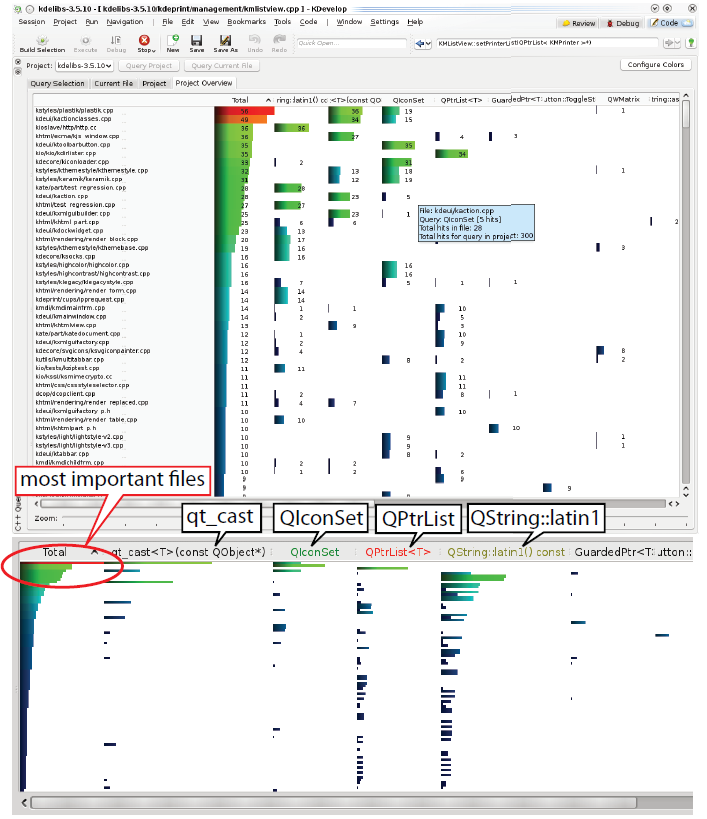 kdelibs-3.5.10 - [ kdelibs-3.5.10/kdeprint/management/kmlistview.cpp ] - KDevelop
Session Project Run Navigation File Edit View Bookmarks Tools Code Window Settings Help
Review Debug Code
Build Selection Execute Debug Stop New Save Save As Undo Redo Quick Open... KMListView::setPrinterList(QPtrList< KMPrinter >*)
Project: kdelibs-3.5.10 Query Project Query Current File Configure Colors
Query Selection Current File Project Project Overview
Total ring::latin1() co :<T>(const QO QIconSet QPtrList<T> Guar dedPtr<T: utton::ToggleSt QWMatrix tring::as
kstyles/plastik/plastik.cpp 56 36 19 1
kdeui/kactionclasses.cpp 49 34 15
kioslave/http/http.cc 36 36
khtml/ecma/kjs_window.cpp 36 27 4 3
kdeui/ktoolbarbutton.cpp 35 35
kio/kio/kdirlister.cpp 35 34
kdecore/kiconloader.cpp 33 2 31
kstyles/kthemestyle/kthemestyle.cpp 32 13 18 1
kstyles/keramik/keramik.cpp 31 12 19
kate/part/test_regression.cpp 28 28
kdeui/kaction.cpp 28 23 5
khtml/test_regression.cpp 27 27
kdeui/kxmlguibuilder.cpp 25 23 1
khtml/khtml_part.cpp 25 6 6 2
kdeui/kdockwidget.cpp 23 13
khtml/rendering/render_block.cpp 20 17
kstyles/kthemestyle/kthemebase.cpp 19 16 3
kdecore/ksocks.cpp 16 16
kstyles/highcolor/highcolor.cpp 16 16
kstyles/highcontrast/highcontrast.cpp 16 16
kstyles/klegacy/klegacystyle.cpp 16 7 5 1 1
khtml/rendering/render_form.cpp 14 14
kdeprint/cups/ipprequest.cpp 14 14
kmdi/kmdimainfrm.cpp 14 1 1 10
kdeui/kmainwindow.cpp 14 2 5
khtml/khtmlview.cpp 13 2 9 3
kate/part/katedocument.cpp 12 1 10
kdeui/kxmlguifactory.cpp 12 2 9
kdecore/svgicons/ksvgiconpainter.cpp 12 4 8
kutils/kmultitabbar.cpp 12 8 2 2
kio/tests/kziptest.cpp 11 11
kio/kssl/ksmimecrypto.cc 11 11
khtml/css/cssstyleselector.cpp 11 11
dcop/dcopclient.cpp 11 2 8 1
khtml/rendering/render_replaced.cpp 11 4 7
kdeui/kxmlguifactory_p.h 10 10
khtml/rendering/render_table.cpp 10 10
khtml/khtmlpart_p.h 10 10
kstyles/light/lightstyle-v2.cpp 10 9 1
kstyles/light/lightstyle-v3.cpp 10 9 1
kdeui/ktabbar.cpp 10 8 2
kmdi/kmdichildfrm.cpp 10 2 2
10 1 1 6
9 9
9 9
File: kdeui/kaction.cpp
Query: QIconSet [5 hits]
Total hits in file: 28
Total hits for query in project: 300
C++ Que
Zoom:
most important files
qt_cast QIconSet QPtrList QString::latin1
Total qt_cast<T>(const QObject*) QIconSet QPtrList<T> QString::latin1() const GuardedPtr<T: utton::